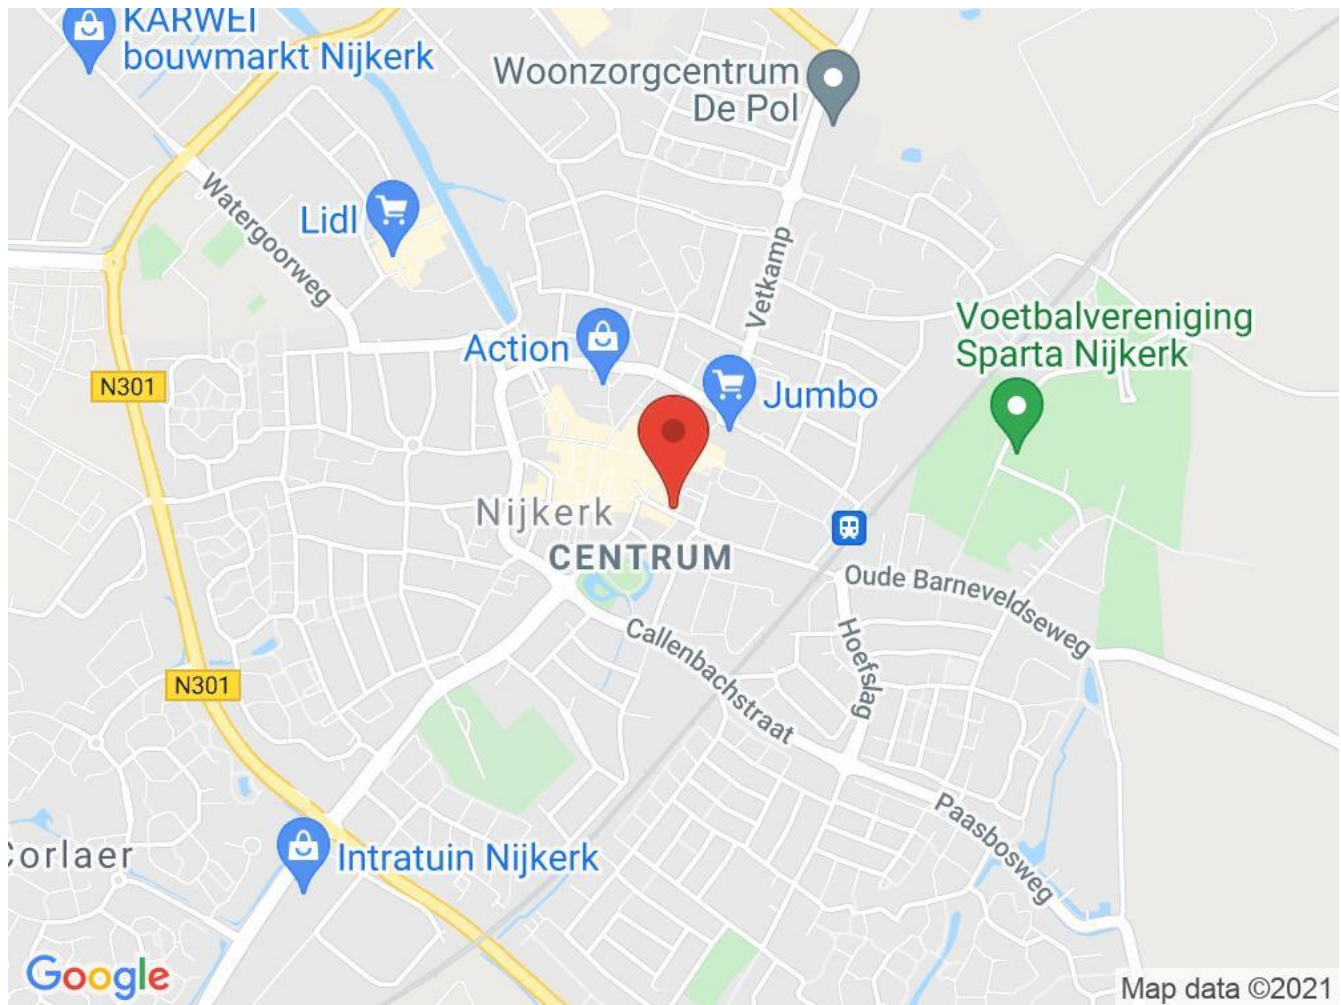 KARWEI
bouwmarkt Nijkerk
Woonzorgcentrum
De Pol
Watergoorweg
Lidl
Vetkamp
Voetbalvereniging
Sparta Nijkerk
Action
N301
Jumbo
Nijkerk
CENTRUM
Oude Barneveldseweg
Callenbachstraat
Hoefslag
N301
Paasbosweg
Corlaer
Intratuin Nijkerk
Google
Map data ©2021